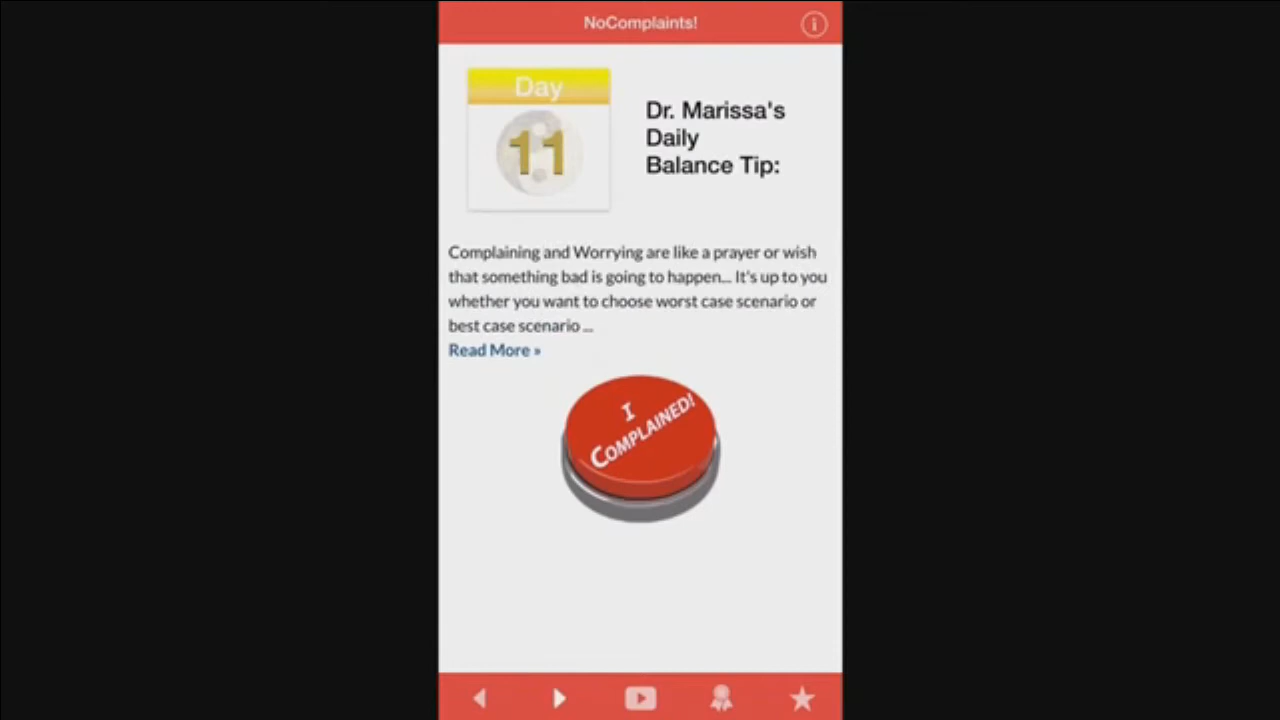 NoComplaints!
Day
11
Dr. Marissa's
Daily
Balance Tip:
Complaining and Worrying are like a prayer or wish
that something bad is going to happen... It's up to you
whether you want to choose worst case scenario or
best case scenario ...
Read More »
I
COMPLAINED!